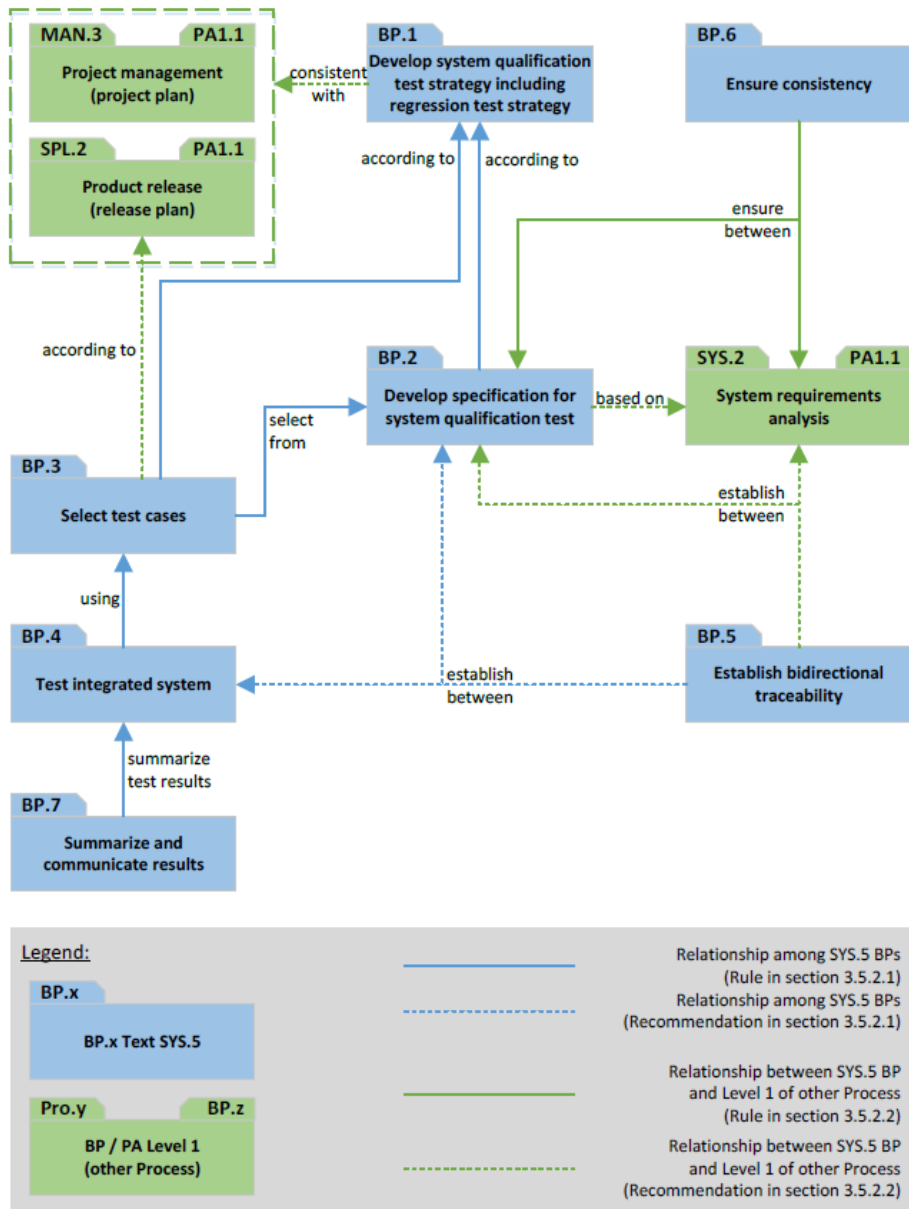 MAN.3 PA1.1
Project management
(project plan)
SPL.2 PA1.1
Product release
(release plan)
consistent
with
BP.1
Develop system qualification
test strategy including
regression test strategy
BP.6
Ensure consistency
according to
according to
ensure
between
according to
BP.2
Develop specification for
system qualification test
based on
SYS.2 PA1.1
System requirements
analysis
select
from
BP.3
Select test cases
establish
between
using
BP.4
Test integrated system
establish
between
BP.5
Establish bidirectional
traceability
summarize
test results
BP.7
Summarize and
communicate results
Legend:
BP.x
BP.x Text SYS.5
Pro.y BP.z
BP / PA Level 1
(other Process)
Relationship among SYS.5 BPs
(Rule in section 3.5.2.1)
Relationship among SYS.5 BPs
(Recommendation in section 3.5.2.1)
Relationship between SYS.5 BP
and Level 1 of other Process
(Rule in section 3.5.2.2)
Relationship between SYS.5 BP
and Level 1 of other Process
(Recommendation in section 3.5.2.2)